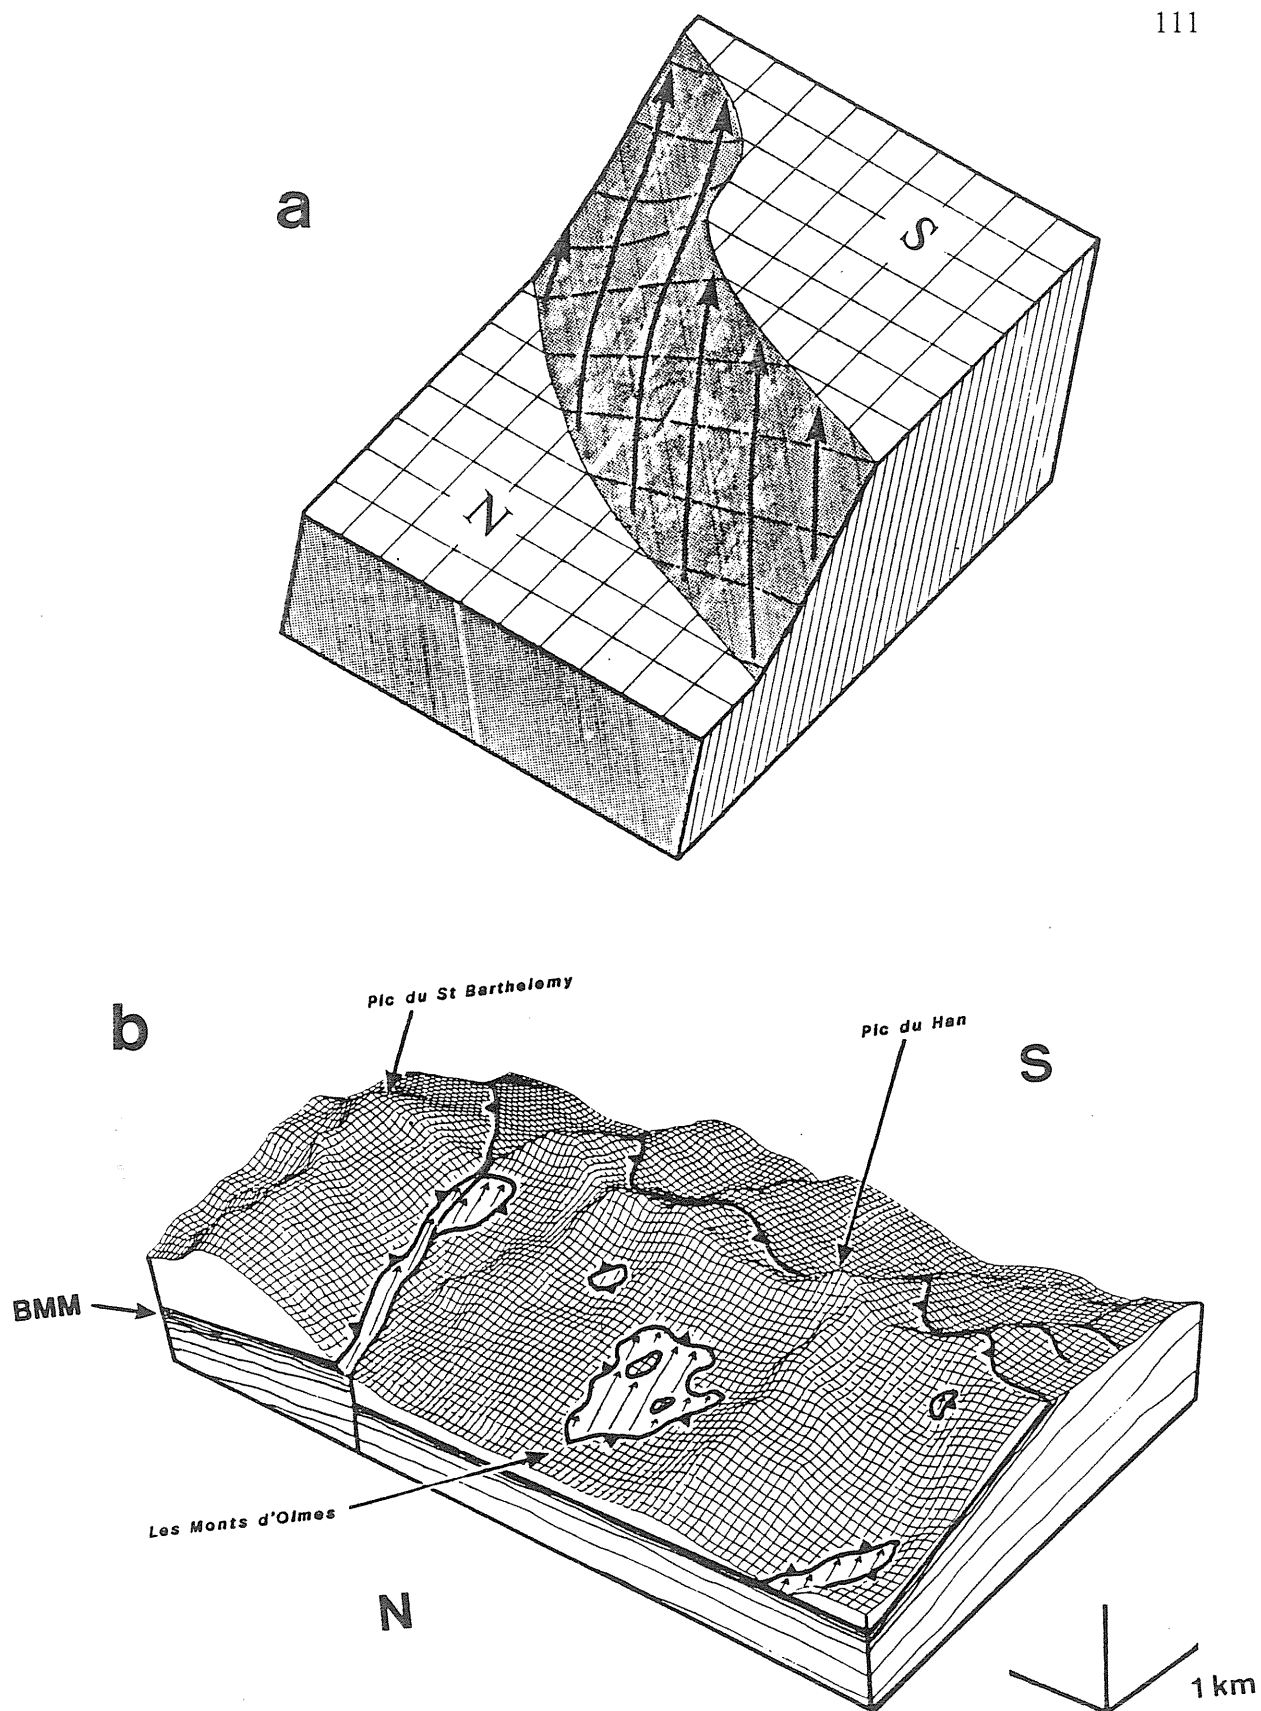 111
a
S
N
b
Pic du St Barthelemy
Pic du Han
S
BMM
Les Monts d'Olmes
N
1 km